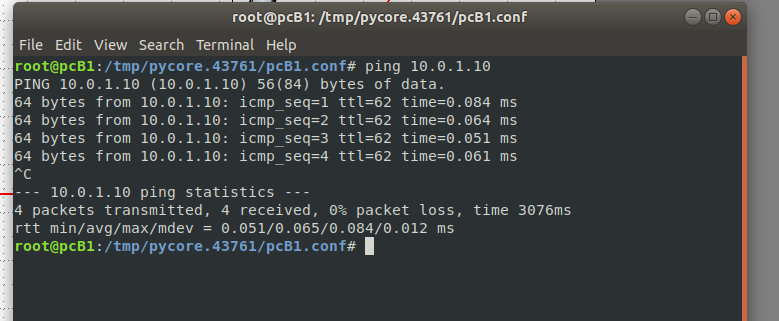 root@pcB1: /tmp/pycore.43761/pcB1.conf
File Edit View Search Terminal Help
root@pcB1:/tmp/pycore.43761/pcB1.conf# ping 10.0.1.10
PING 10.0.1.10 (10.0.1.10) 56(84) bytes of data.
64 bytes from 10.0.1.10: icmp_seq=1 ttl=62 time=0.084 ms
64 bytes from 10.0.1.10: icmp_seq=2 ttl=62 time=0.064 ms
64 bytes from 10.0.1.10: icmp_seq=3 ttl=62 time=0.051 ms
64 bytes from 10.0.1.10: icmp_seq=4 ttl=62 time=0.061 ms
^C
--- 10.0.1.10 ping statistics ---
4 packets transmitted, 4 received, 0% packet loss, time 3076ms
rtt min/avg/max/mdev = 0.051/0.065/0.084/0.012 ms
root@pcB1:/tmp/pycore.43761/pcB1.conf#